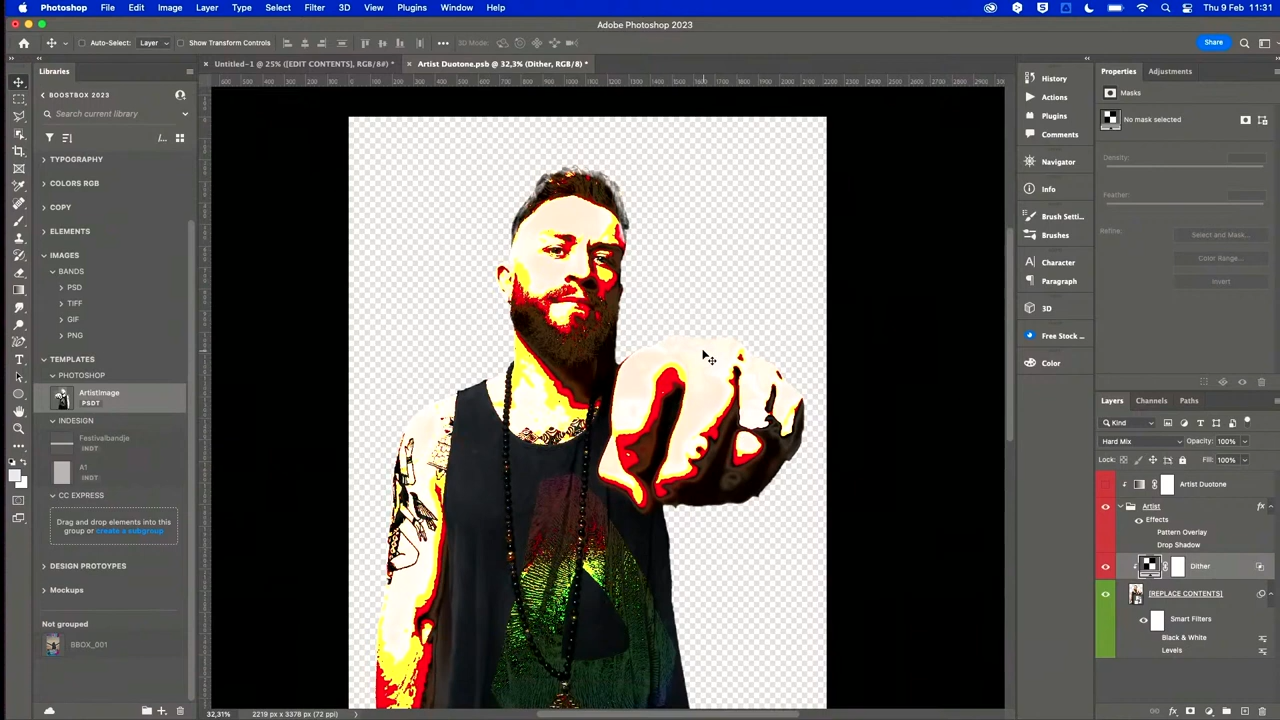 Photoshop File Edit Image Layer Type Select Filter 3D View Plugins Window Help Thu 9 Feb 11:31
Adobe Photoshop 2023
Auto-Select: Layer Show Transform Controls 3D Mode: Share
Untitled-1 @ 25% ([EDIT CONTENTS], RGB/8#) * Artist Duotone.psb @ 32,3% (Dither, RGB/8) *
Libraries
BOOSTBOX 2023
Search current library
TYPOGRAPHY
COLORS RGB
COPY
ELEMENTS
IMAGES
BANDS
PSD
TIFF
GIF
PNG
TEMPLATES
PHOTOSHOP
ArtistImage
PSDT
INDESIGN
Festivalbandje
INDT
A1
INDT
CC EXPRESS
Drag and drop elements into this
group or create a subgroup
DESIGN PROTOYPES
Mockups
Not grouped
BBOX_001
32,31% 2219 px x 3378 px (72 ppi)
History
Actions
Plugins
Comments
Navigator
Info
Brush Setti...
Brushes
Character
Paragraph
3D
Free Stock ...
Color
Properties Adjustments
Masks
No mask selected
Density:
Feather:
Refine: Select and Mask...
Color Range...
Invert
Layers Channels Paths
Kind
Hard Mix Opacity: 100%
Lock: Fill: 100%
Artist Duotone
Artist fx
Effects
Pattern Overlay
Drop Shadow
Dither
[REPLACE CONTENTS]
Smart Filters
Black & White
Levels